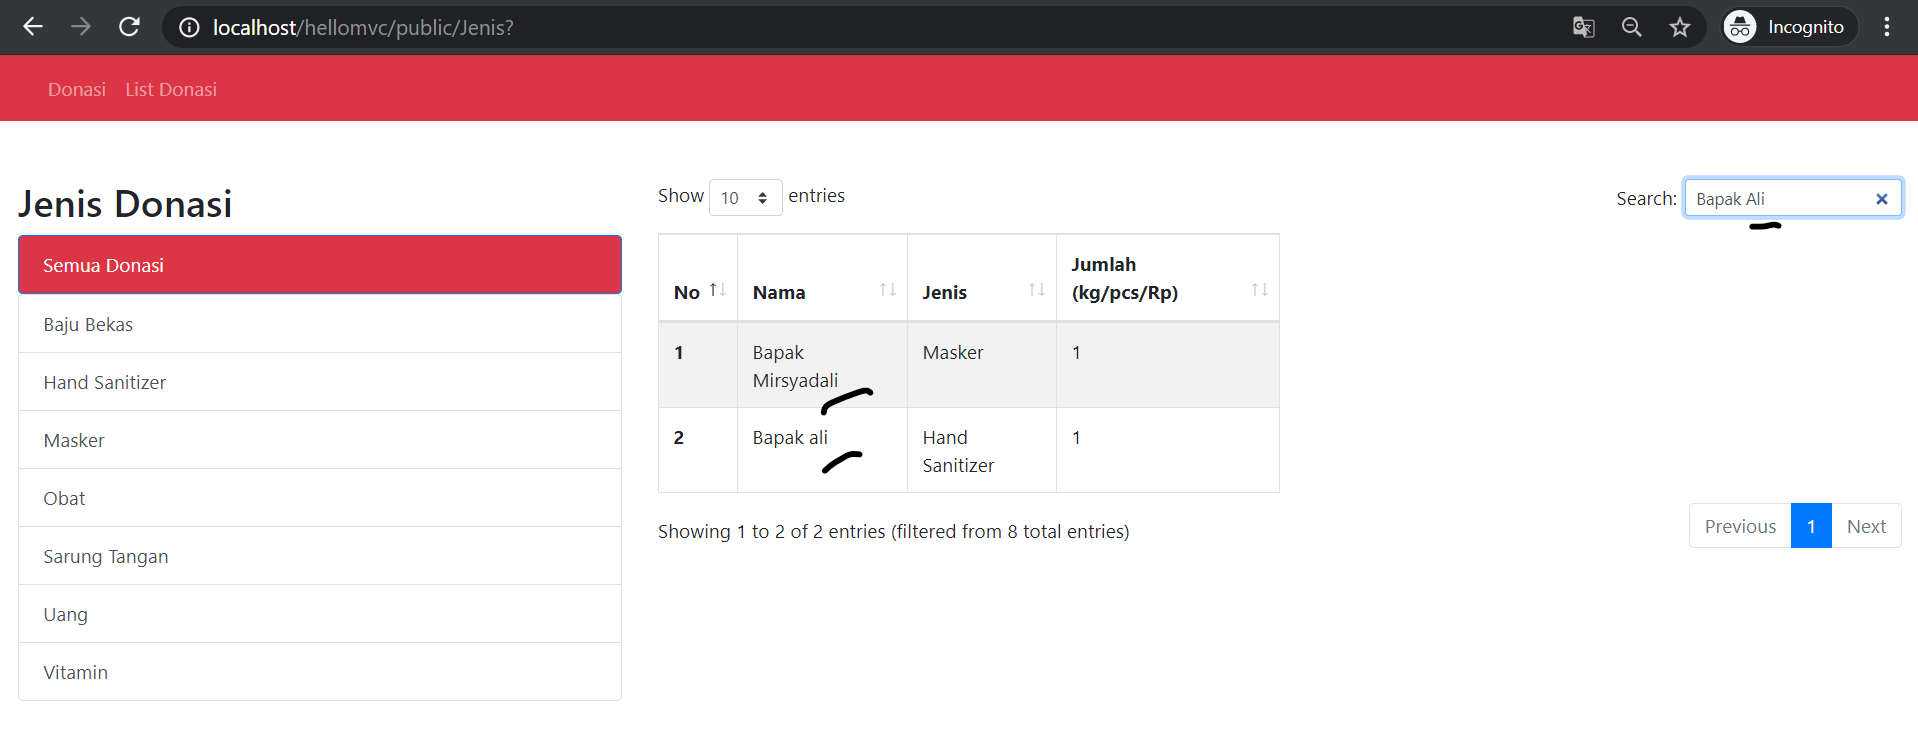 localhost/hellomvc/public/Jenis?
Incognito
Donasi List Donasi
Jenis Donasi
Semua Donasi
Baju Bekas
Hand Sanitizer
Masker
Obat
Sarung Tangan
Uang
Vitamin
Show 10 entries
Search: Bapak Ali
No Nama Jenis Jumlah
(kg/pcs/Rp)
1 Bapak Masker 1
Mirsyadali
2 Bapak ali Hand 1
Sanitizer
Showing 1 to 2 of 2 entries (filtered from 8 total entries)
Previous 1 Next